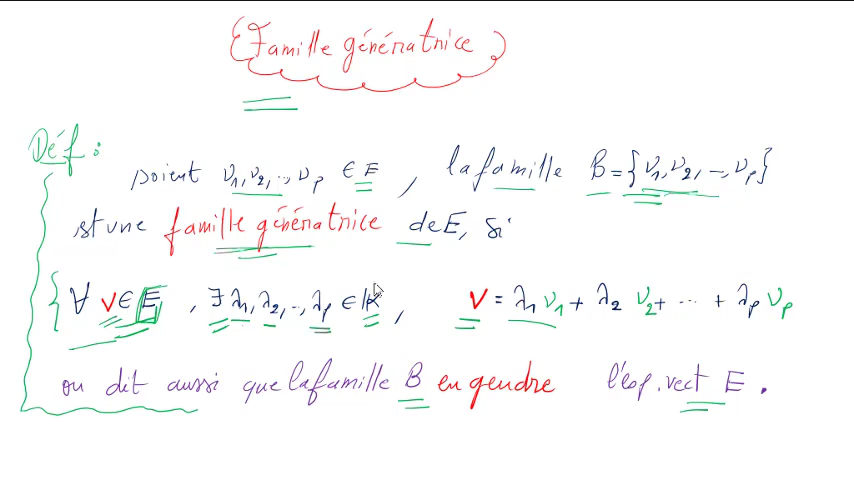 Famille génératrice
Déf :
soient v₁, v₂, .., vₚ ∈ E , la famille B = {v₁, v₂, .., vₚ}
st une famille génératrice de E, si
{ ∀ v ∈ E , ∃ λ₁, λ₂, .., λₚ ∈ 𝕂 , v = λ₁ v₁ + λ₂ v₂ + ... + λₚ vₚ
on dit aussi que la famille B engendre l'esp. vect E .